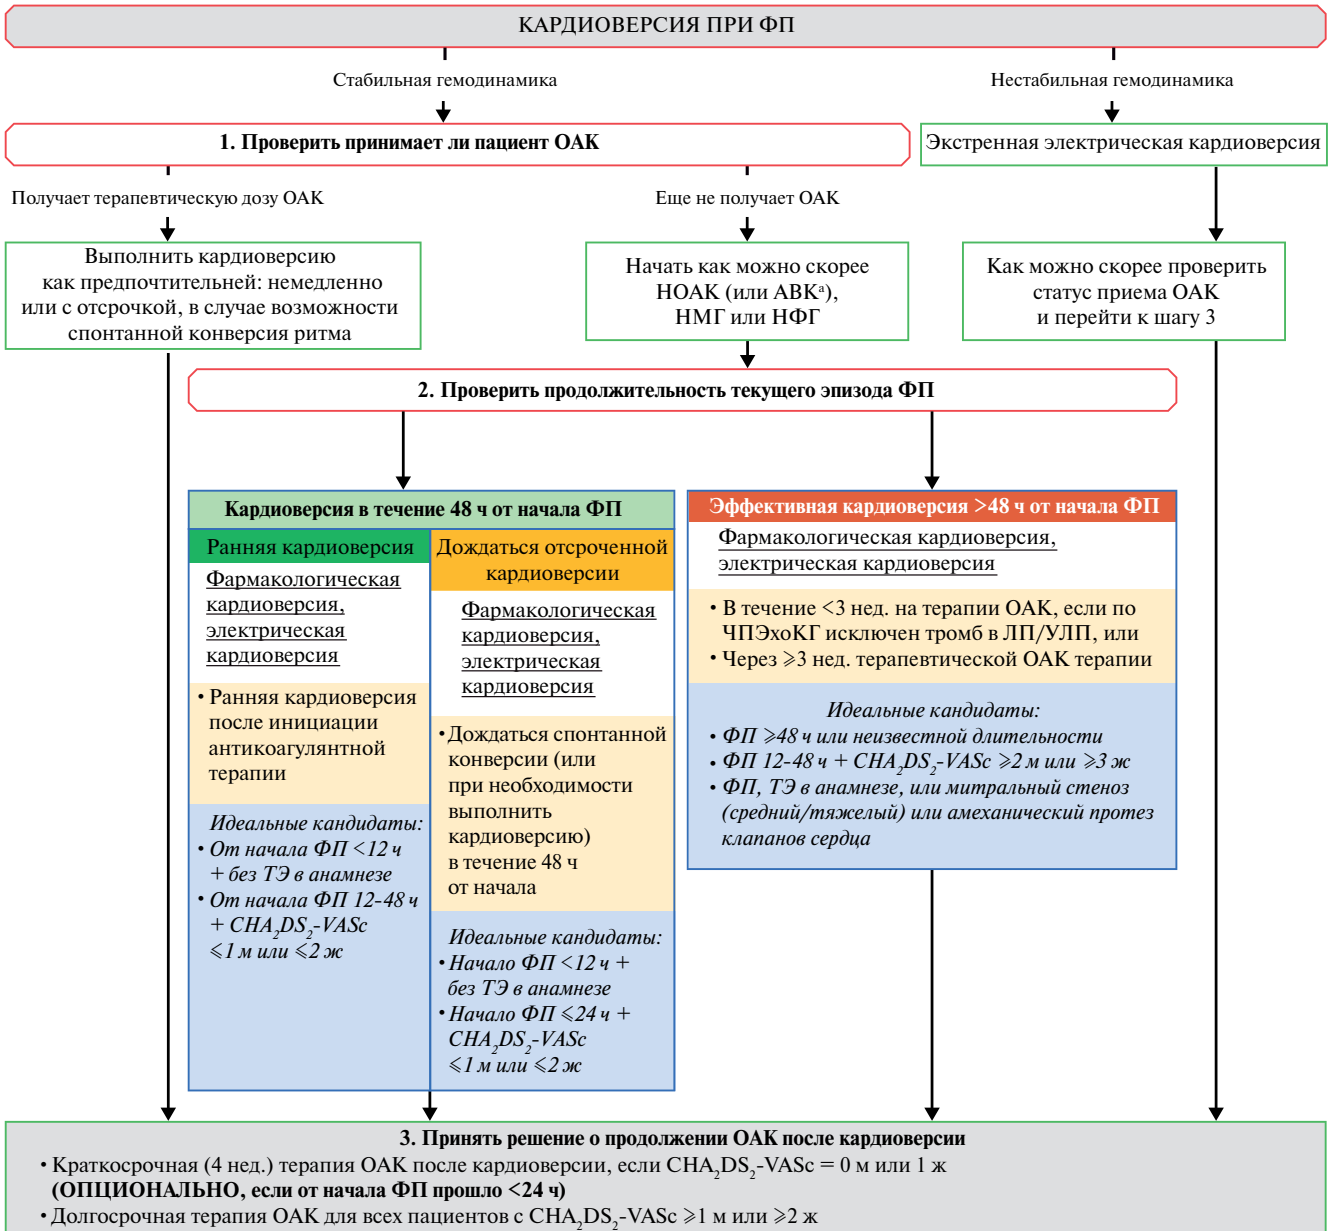 КАРДИОВЕРСИЯ ПРИ ФП
Стабильная гемодинамика
Нестабильная гемодинамика
1. Проверить принимает ли пациент ОАК
Экстренная электрическая кардиоверсия
Получает терапевтическую дозу ОАК
Еще не получает ОАК
Выполнить кардиоверсию
как предпочтительней: немедленно
или с отсрочкой, в случае возможности
спонтанной конверсия ритма
Начать как можно скорее
НОАК (или АВКᵃ),
НМГ или НФГ
Как можно скорее проверить
статус приема ОАК
и перейти к шагу 3
2. Проверить продолжительность текущего эпизода ФП
Кардиоверсия в течение 48 ч от начала ФП
Ранняя кардиоверсия
Фармакологическая
кардиоверсия,
электрическая
кардиоверсия
• Ранняя кардиоверсия
после инициации
антикоагулянтной
терапии
Идеальные кандидаты:
• От начала ФП <12 ч
+ без ТЭ в анамнезе
• От начала ФП 12-48 ч
+ CHA₂DS₂-VASc
⩽1 м или ⩽2 ж
Дождаться отсроченной
кардиоверсии
Фармакологическая
кардиоверсия,
электрическая
кардиоверсия
• Дождаться спонтанной
конверсии (или
при необходимости
выполнить
кардиоверсию)
в течение 48 ч
от начала
Идеальные кандидаты:
• Начало ФП <12 ч +
без ТЭ в анамнезе
• Начало ФП ⩽24 ч +
CHA₂DS₂-VASc
⩽1 м или ⩽2 ж
Эффективная кардиоверсия >48 ч от начала ФП
Фармакологическая кардиоверсия,
электрическая кардиоверсия
• В течение <3 нед. на терапии ОАК, если по
ЧПЭхоКГ исключен тромб в ЛП/УЛП, или
• Через ⩾3 нед. терапевтической ОАК терапии
Идеальные кандидаты:
• ФП ⩾48 ч или неизвестной длительности
• ФП 12-48 ч + CHA₂DS₂-VASc ⩾2 м или ⩾3 ж
• ФП, ТЭ в анамнезе, или митральный стеноз
(средний/тяжелый) или амеханический протез
клапанов сердца
3. Принять решение о продолжении ОАК после кардиоверсии
• Краткосрочная (4 нед.) терапия ОАК после кардиоверсии, если CHA₂DS₂-VASc = 0 м или 1 ж
(ОПЦИОНАЛЬНО, если от начала ФП прошло <24 ч)
• Долгосрочная терапия ОАК для всех пациентов с CHA₂DS₂-VASc ⩾1 м или ⩾2 ж